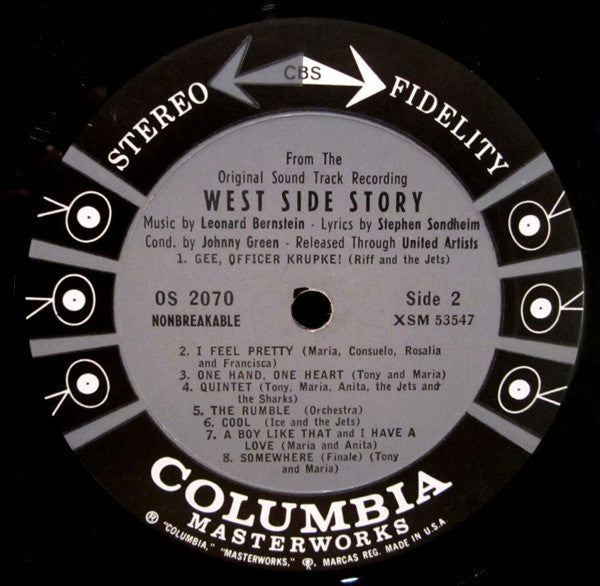 CBS
STEREO FIDELITY
From The
Original Sound Track Recording
WEST SIDE STORY
Music by Leonard Bernstein - Lyrics by Stephen Sondheim
Cond. by Johnny Green - Released Through United Artists
1. GEE, OFFICER KRUPKE! (Riff and the Jets)
OS 2070
NONBREAKABLE
Side 2
XSM 53547
2. I FEEL PRETTY (Maria, Consuelo, Rosalia
and Francisca)
3. ONE HAND, ONE HEART (Tony and Maria)
4. QUINTET (Tony, Maria, Anita, the Jets and
the Sharks)
5. THE RUMBLE (Orchestra)
6. COOL (Ice and the Jets)
7. A BOY LIKE THAT and I HAVE A
LOVE (Maria and Anita)
8. SOMEWHERE (Finale) (Tony
and Maria)
COLUMBIA
MASTERWORKS
® "COLUMBIA," "MASTERWORKS," ⓟ. MARCAS REG. MADE IN U.S.A.